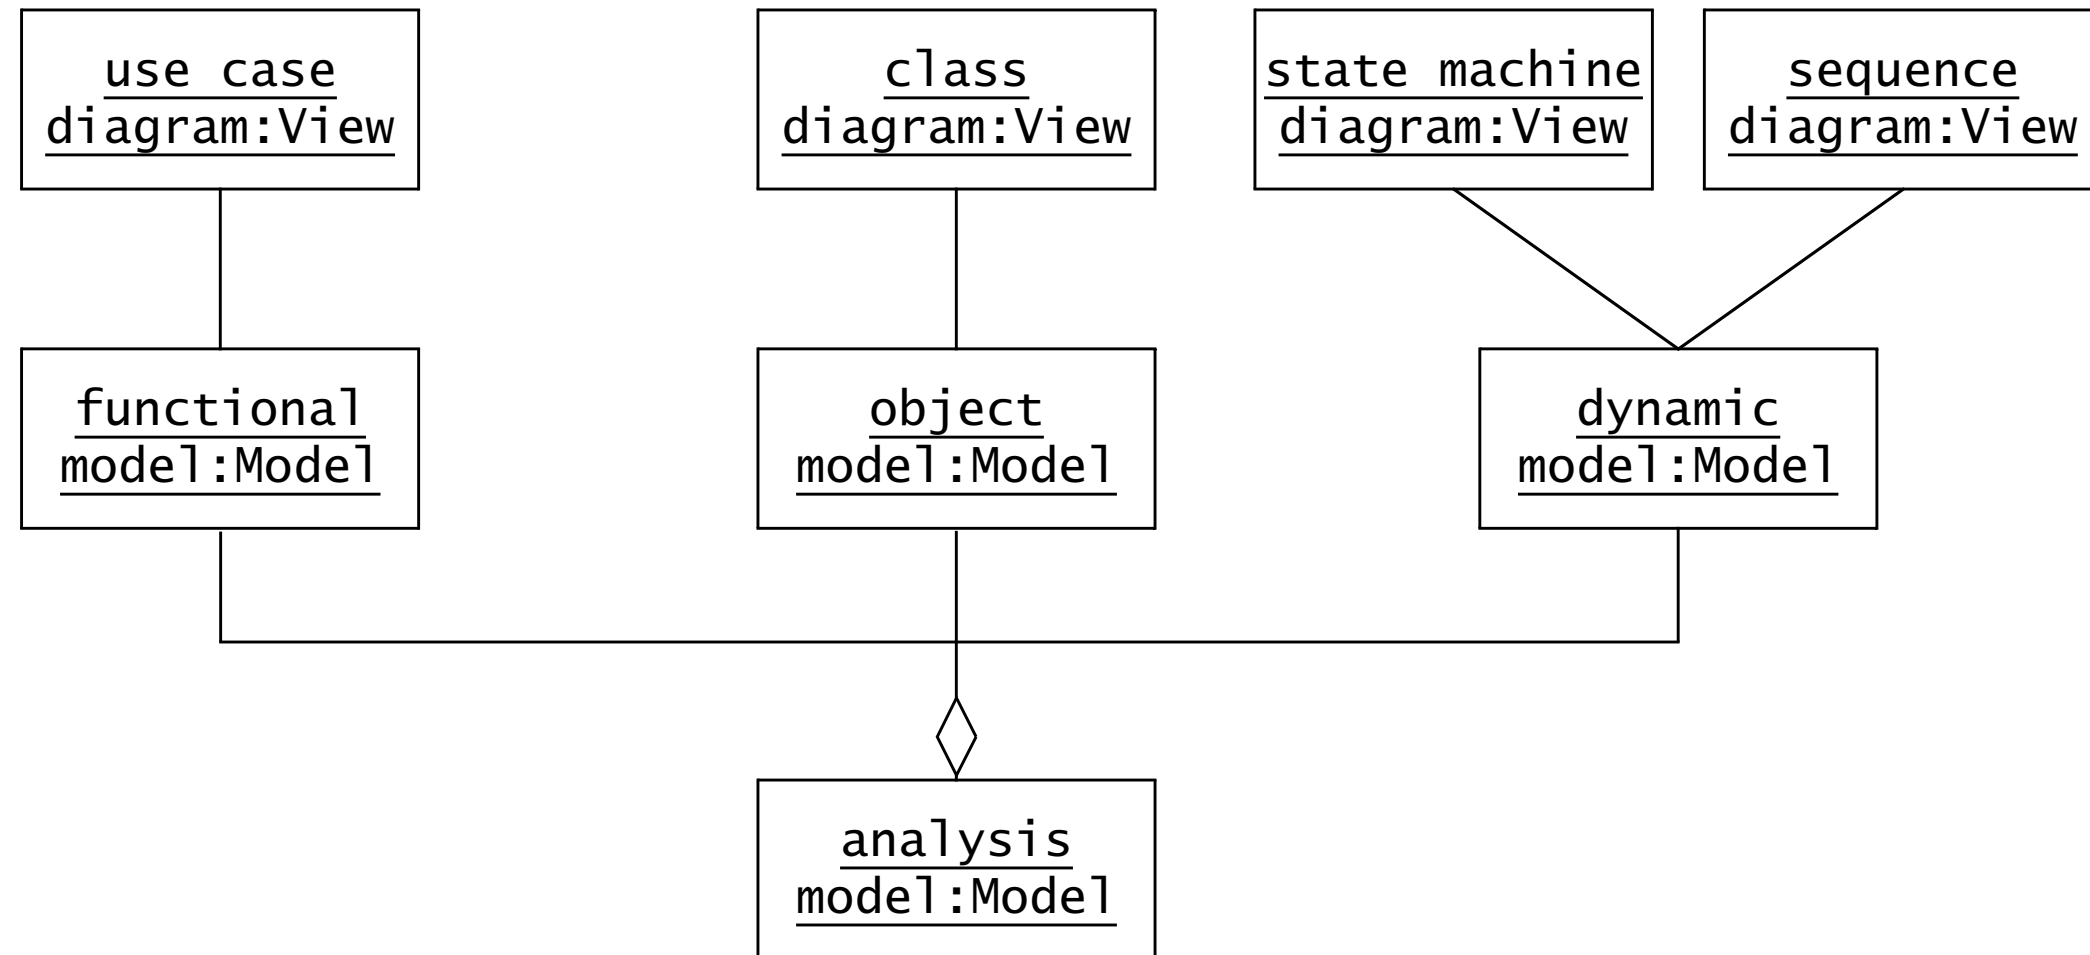 use case
diagram:View
class
diagram:View
state machine
diagram:View
sequence
diagram:View
functional
model:Model
object
model:Model
dynamic
model:Model
analysis
model:Model